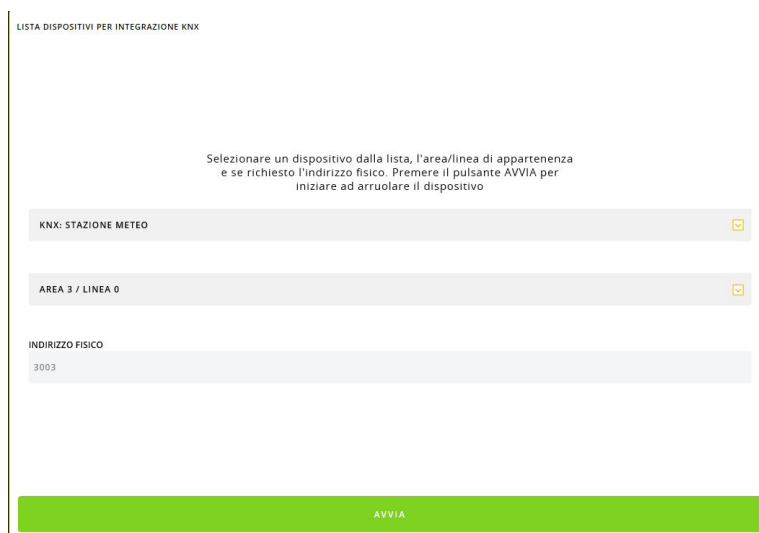 LISTA DISPOSITIVI PER INTEGRAZIONE KNX
Selezionare un dispositivo dalla lista, l'area/linea di appartenenza
e se richiesto l'indirizzo fisico. Premere il pulsante AVVIA per
iniziare ad arruolare il dispositivo
KNX: STAZIONE METEO
AREA 3 / LINEA 0
INDIRIZZO FISICO
3003
AVVIA